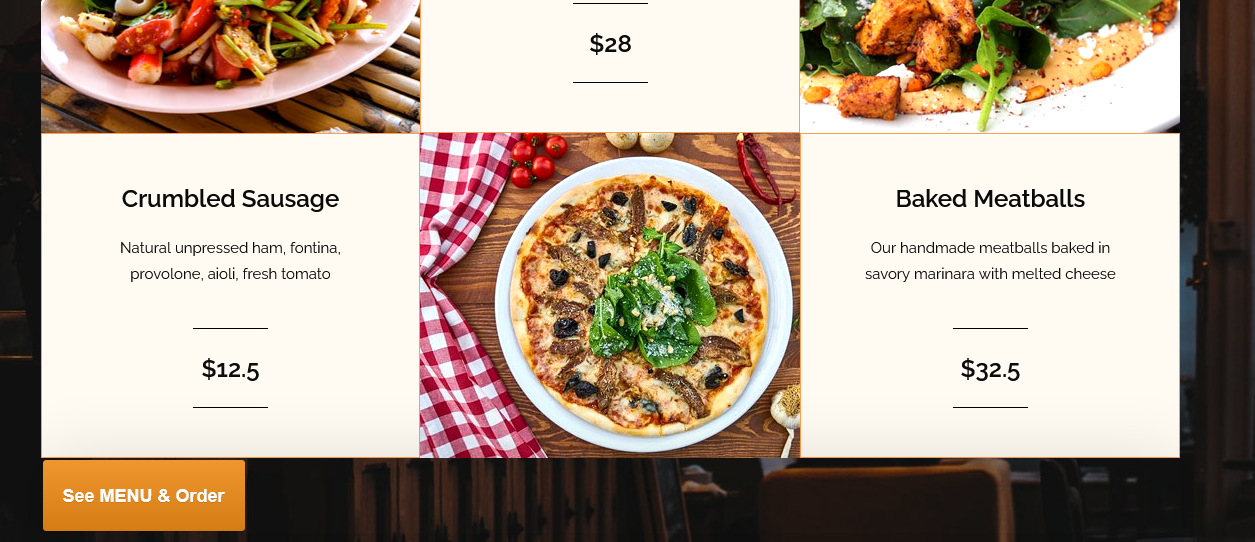 $28
Crumbled Sausage
Natural unpressed ham, fontina,
provolone, aioli, fresh tomato
$12.5
Baked Meatballs
Our handmade meatballs baked in
savory marinara with melted cheese
$32.5
See MENU & Order